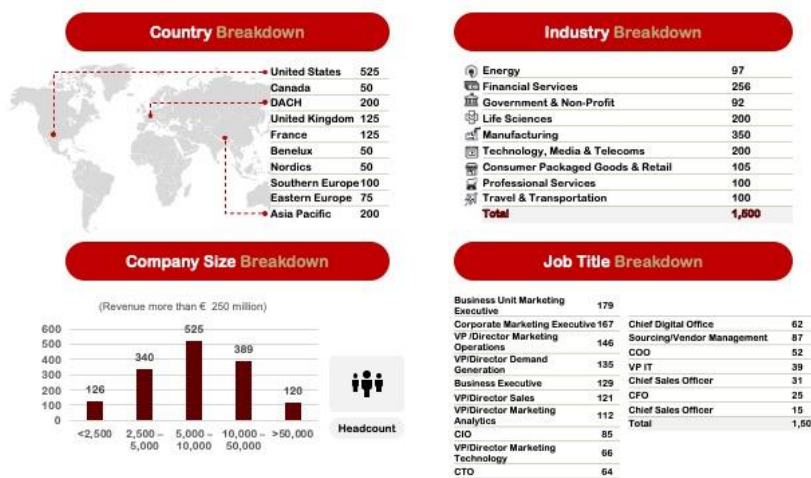 Country Breakdown
United States 525
Canada 50
DACH 200
United Kingdom 125
France 125
Benelux 50
Nordics 50
Southern Europe 100
Eastern Europe 75
Asia Pacific 200
Industry Breakdown
Energy 97
Financial Services 256
Government & Non-Profit 92
Life Sciences 200
Manufacturing 350
Technology, Media & Telecoms 200
Consumer Packaged Goods & Retail 105
Professional Services 100
Travel & Transportation 100
Total 1,500
Company Size Breakdown
(Revenue more than € 250 million)
600
500
400
300
200
100
0
126
340
525
389
120
<2,500
2,500 –
5,000
5,000 –
10,000
10,000 –
50,000
>50,000
Headcount
Job Title Breakdown
Business Unit Marketing
Executive 179
Corporate Marketing Executive 167
VP /Director Marketing
Operations 146
VP/Director Demand
Generation 135
Business Executive 129
VP/Director Sales 121
VP/Director Marketing
Analytics 112
CIO 85
VP/Director Marketing
Technology 66
CTO 64
Chief Digital Office 62
Sourcing/Vendor Management 87
COO 52
VP IT 39
Chief Sales Officer 31
CFO 25
Chief Sales Officer 15
Total 1,50